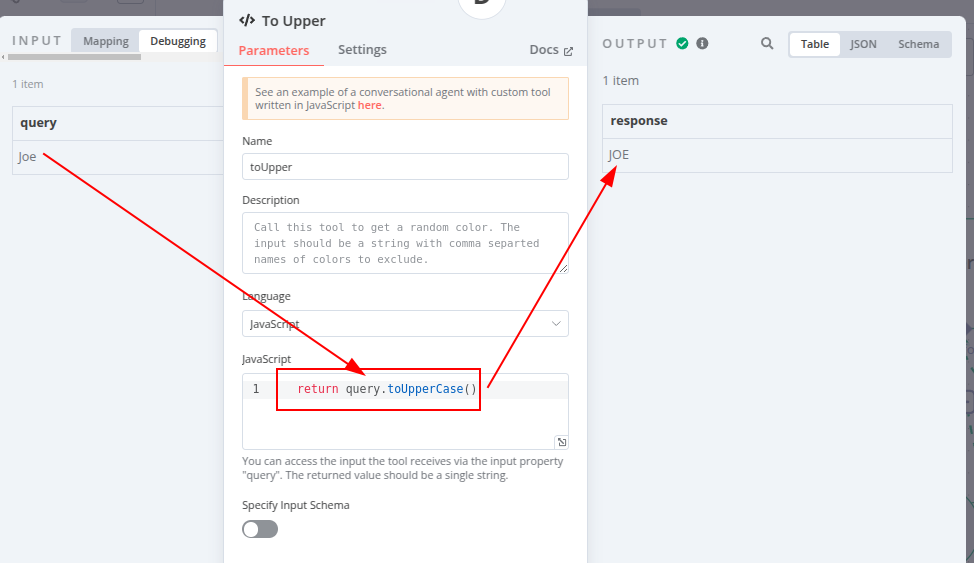 INPUT
Mapping
Debugging
1 item
query
Joe
</> To Upper
Parameters
Settings
Docs
See an example of a conversational agent with custom tool
written in JavaScript here.
Name
toUpper
Description
Call this tool to get a random color. The
input should be a string with comma separted
names of colors to exclude.
Language
JavaScript
JavaScript
1 return query.toUpperCase()
You can access the input the tool receives via the input property
"query". The returned value should be a single string.
Specify Input Schema
OUTPUT
Table
JSON
Schema
1 item
response
JOE